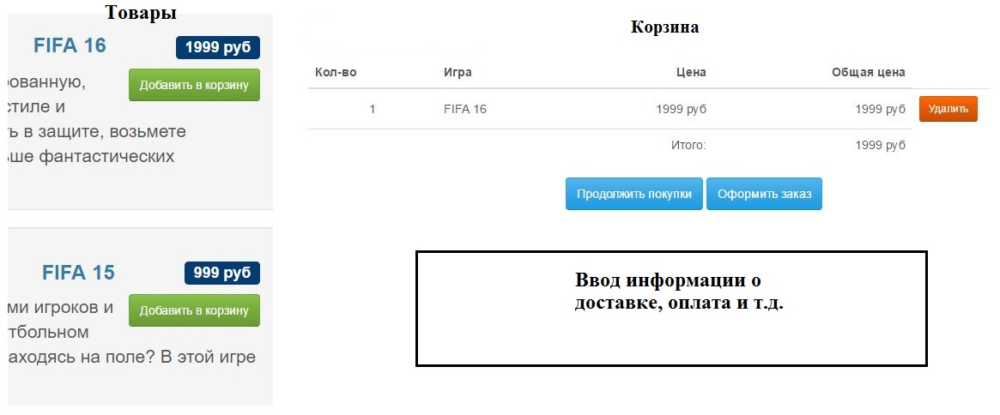 Товары
FIFA 16
1999 руб
Добавить в корзину
рованную,
стиле и
ть в защите, возьмете
ьше фантастических
FIFA 15
999 руб
Добавить в корзину
ми игроков и
тбольном
аходясь на поле? В этой игре
Корзина
Кол-во Игра Цена Общая цена
1 FIFA 16 1999 руб 1999 руб Удалить
Итого: 1999 руб
Продолжить покупки Оформить заказ
Ввод информации о
доставке, оплата и т.д.